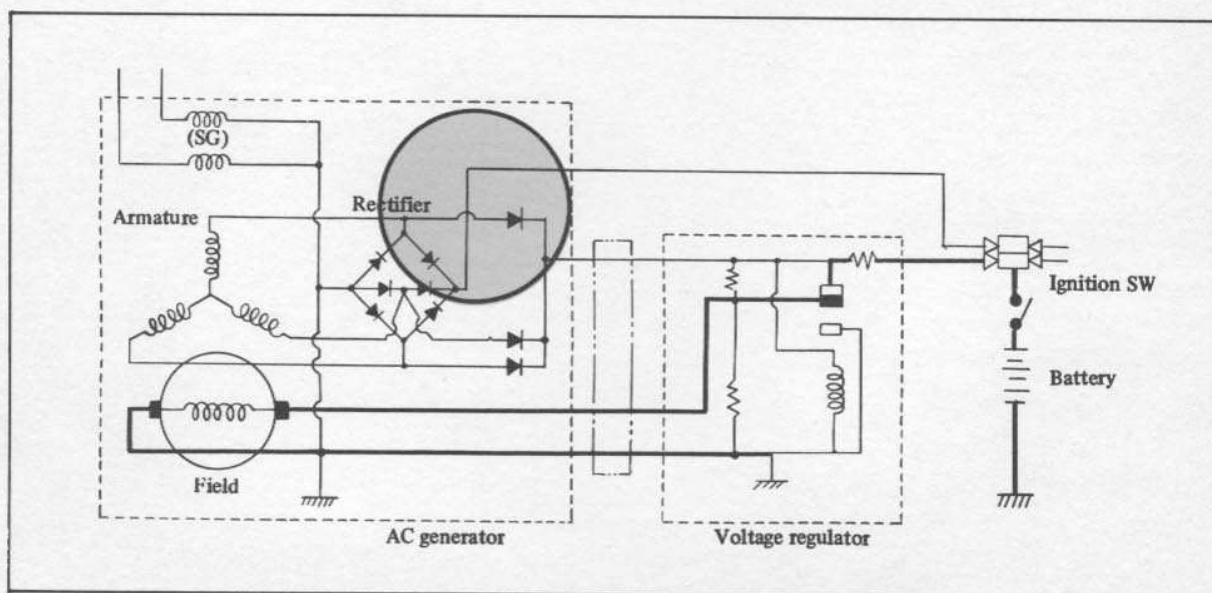 (SG)
Armature
Rectifier
Ignition SW
Battery
Field
AC generator
Voltage regulator